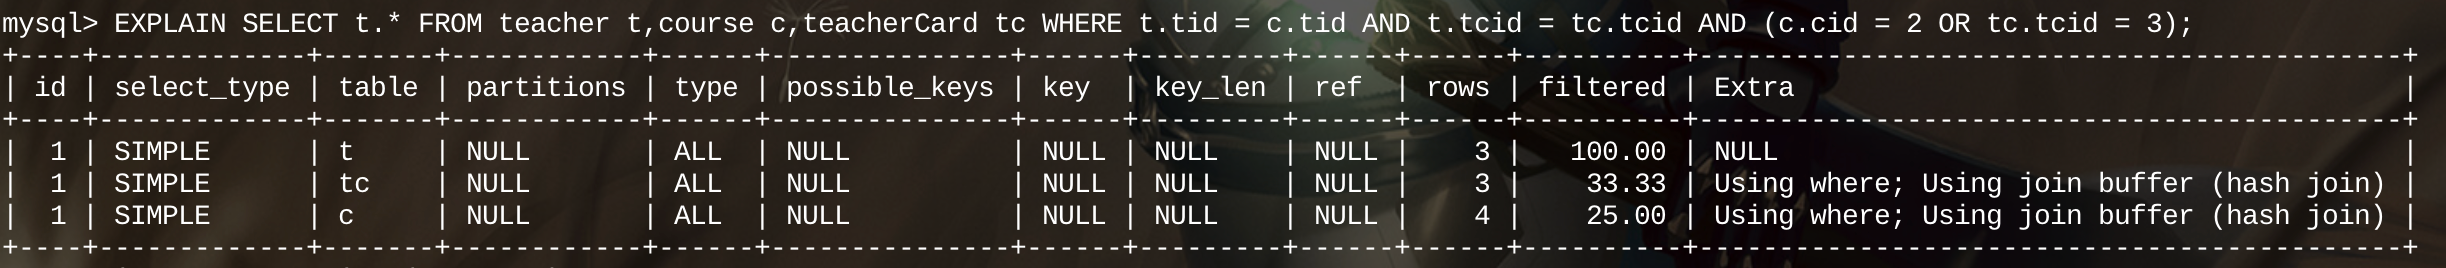 mysql> EXPLAIN SELECT t.* FROM teacher t,course c,teacherCard tc WHERE t.tid = c.tid AND t.tcid = tc.tcid AND (c.cid = 2 OR tc.tcid = 3);
+----+-------------+-------+------------+------+---------------+------+---------+------+------+----------+--------------------------------------------+
| id | select_type | table | partitions | type | possible_keys | key  | key_len | ref  | rows | filtered | Extra                                      |
+----+-------------+-------+------------+------+---------------+------+---------+------+------+----------+--------------------------------------------+
|  1 | SIMPLE      | t     | NULL       | ALL  | NULL          | NULL | NULL    | NULL |    3 |   100.00 | NULL                                       |
|  1 | SIMPLE      | tc    | NULL       | ALL  | NULL          | NULL | NULL    | NULL |    3 |    33.33 | Using where; Using join buffer (hash join) |
|  1 | SIMPLE      | c     | NULL       | ALL  | NULL          | NULL | NULL    | NULL |    4 |    25.00 | Using where; Using join buffer (hash join) |
+----+-------------+-------+------------+------+---------------+------+---------+------+------+----------+--------------------------------------------+